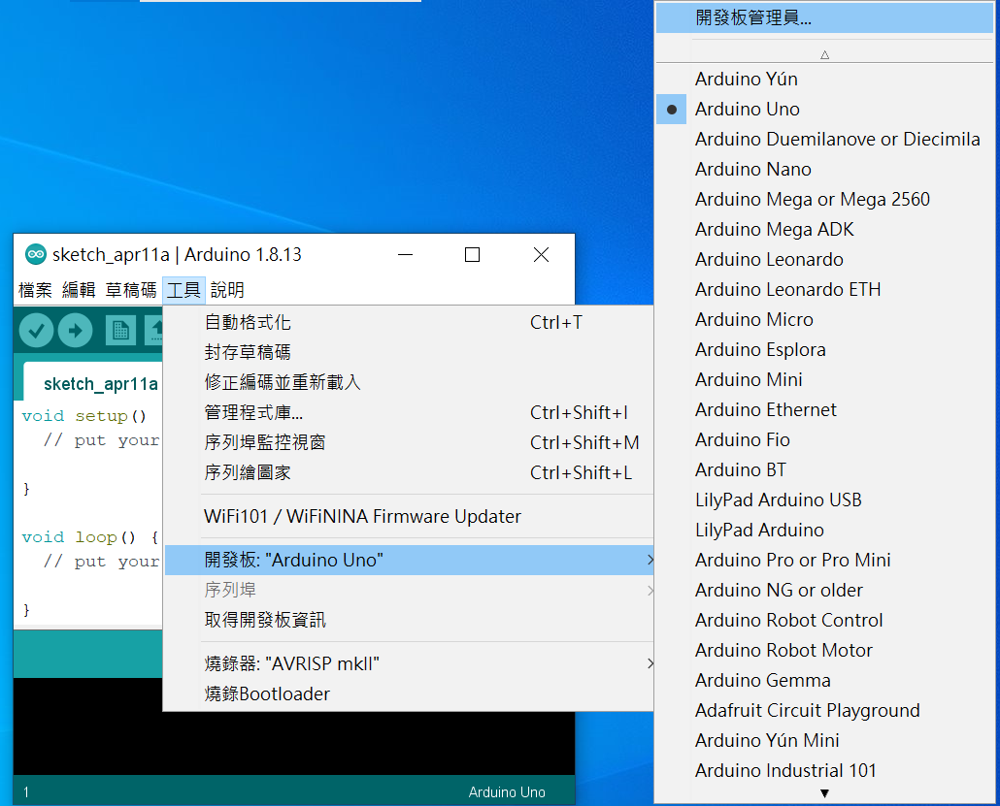 sketch_apr11a | Arduino 1.8.13
檔案 編輯 草稿碼 工具 說明
sketch_apr11a
void setup()
// put your
}
void loop() {
// put your
}
1
Arduino Uno
自動格式化 Ctrl+T
封存草稿碼
修正編碼並重新載入
管理程式庫... Ctrl+Shift+I
序列埠監控視窗 Ctrl+Shift+M
序列繪圖家 Ctrl+Shift+L
WiFi101 / WiFiNINA Firmware Updater
開發板: "Arduino Uno"
序列埠
取得開發板資訊
燒錄器: "AVRISP mkII"
燒錄Bootloader
開發板管理員...
Arduino Yún
Arduino Uno
Arduino Duemilanove or Diecimila
Arduino Nano
Arduino Mega or Mega 2560
Arduino Mega ADK
Arduino Leonardo
Arduino Leonardo ETH
Arduino Micro
Arduino Esplora
Arduino Mini
Arduino Ethernet
Arduino Fio
Arduino BT
LilyPad Arduino USB
LilyPad Arduino
Arduino Pro or Pro Mini
Arduino NG or older
Arduino Robot Control
Arduino Robot Motor
Arduino Gemma
Adafruit Circuit Playground
Arduino Yún Mini
Arduino Industrial 101